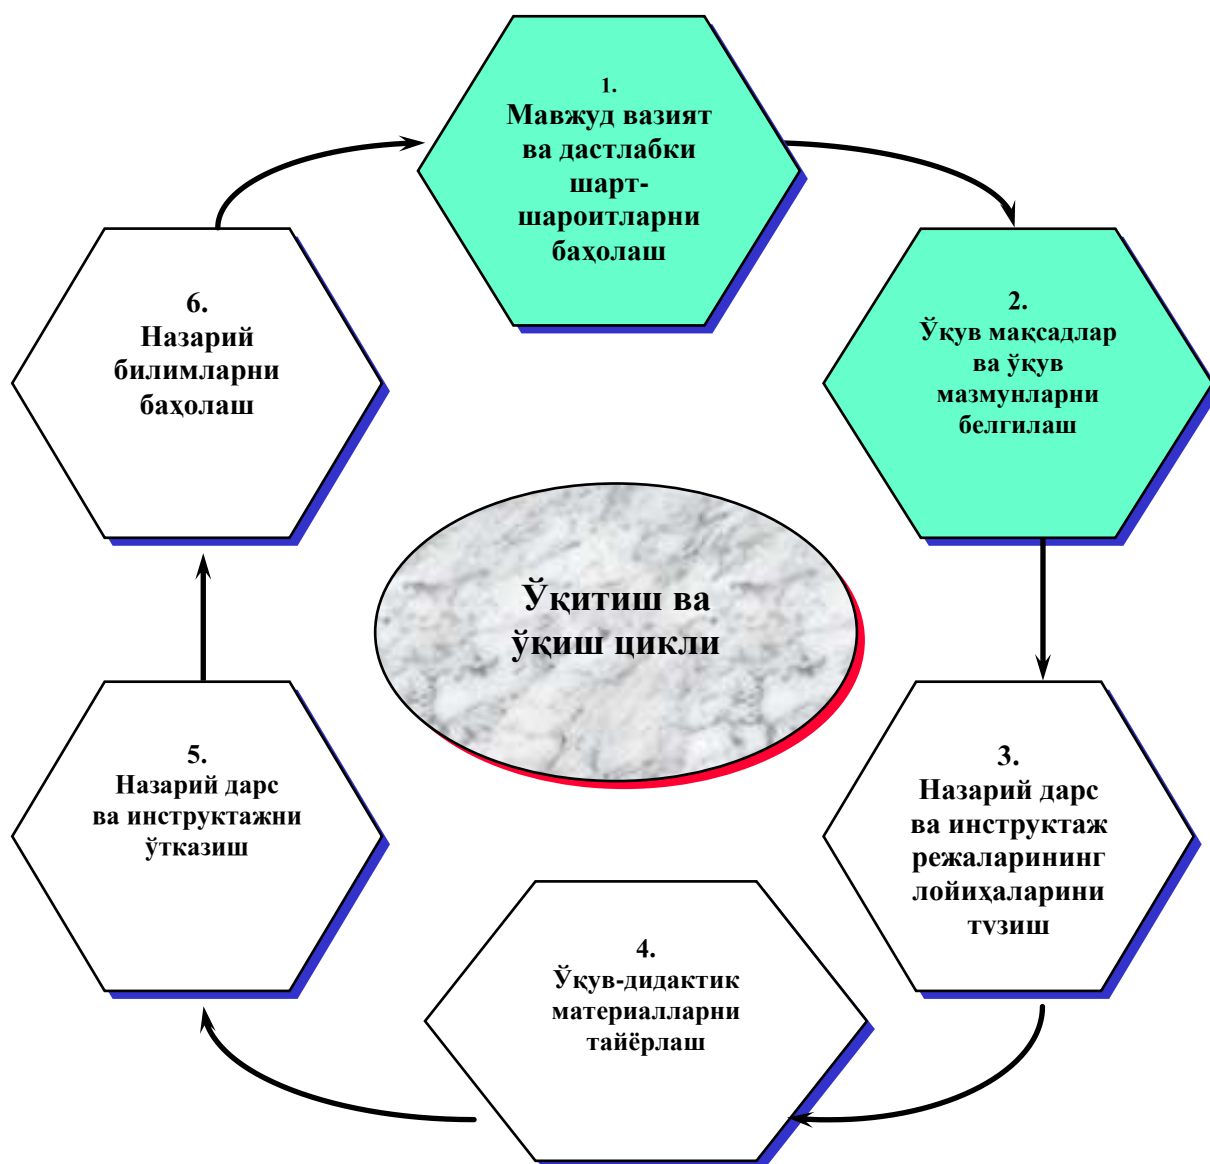 1.
Мавжуд вазият
ва дастлабки
шарт-
шароитларни
баҳолаш
2.
Ўқув мақсадлар
ва ўқув
мазмунларни
белгилаш
3.
Назарий дарс
ва инструктаж
режаларининг
лойиҳаларини
тузиш
4.
Ўқув-дидактик
материалларни
тайёрлаш
5.
Назарий дарс
ва инструктажни
ўтказиш
6.
Назарий
билимларни
баҳолаш
Ўқитиш ва
ўқиш цикли